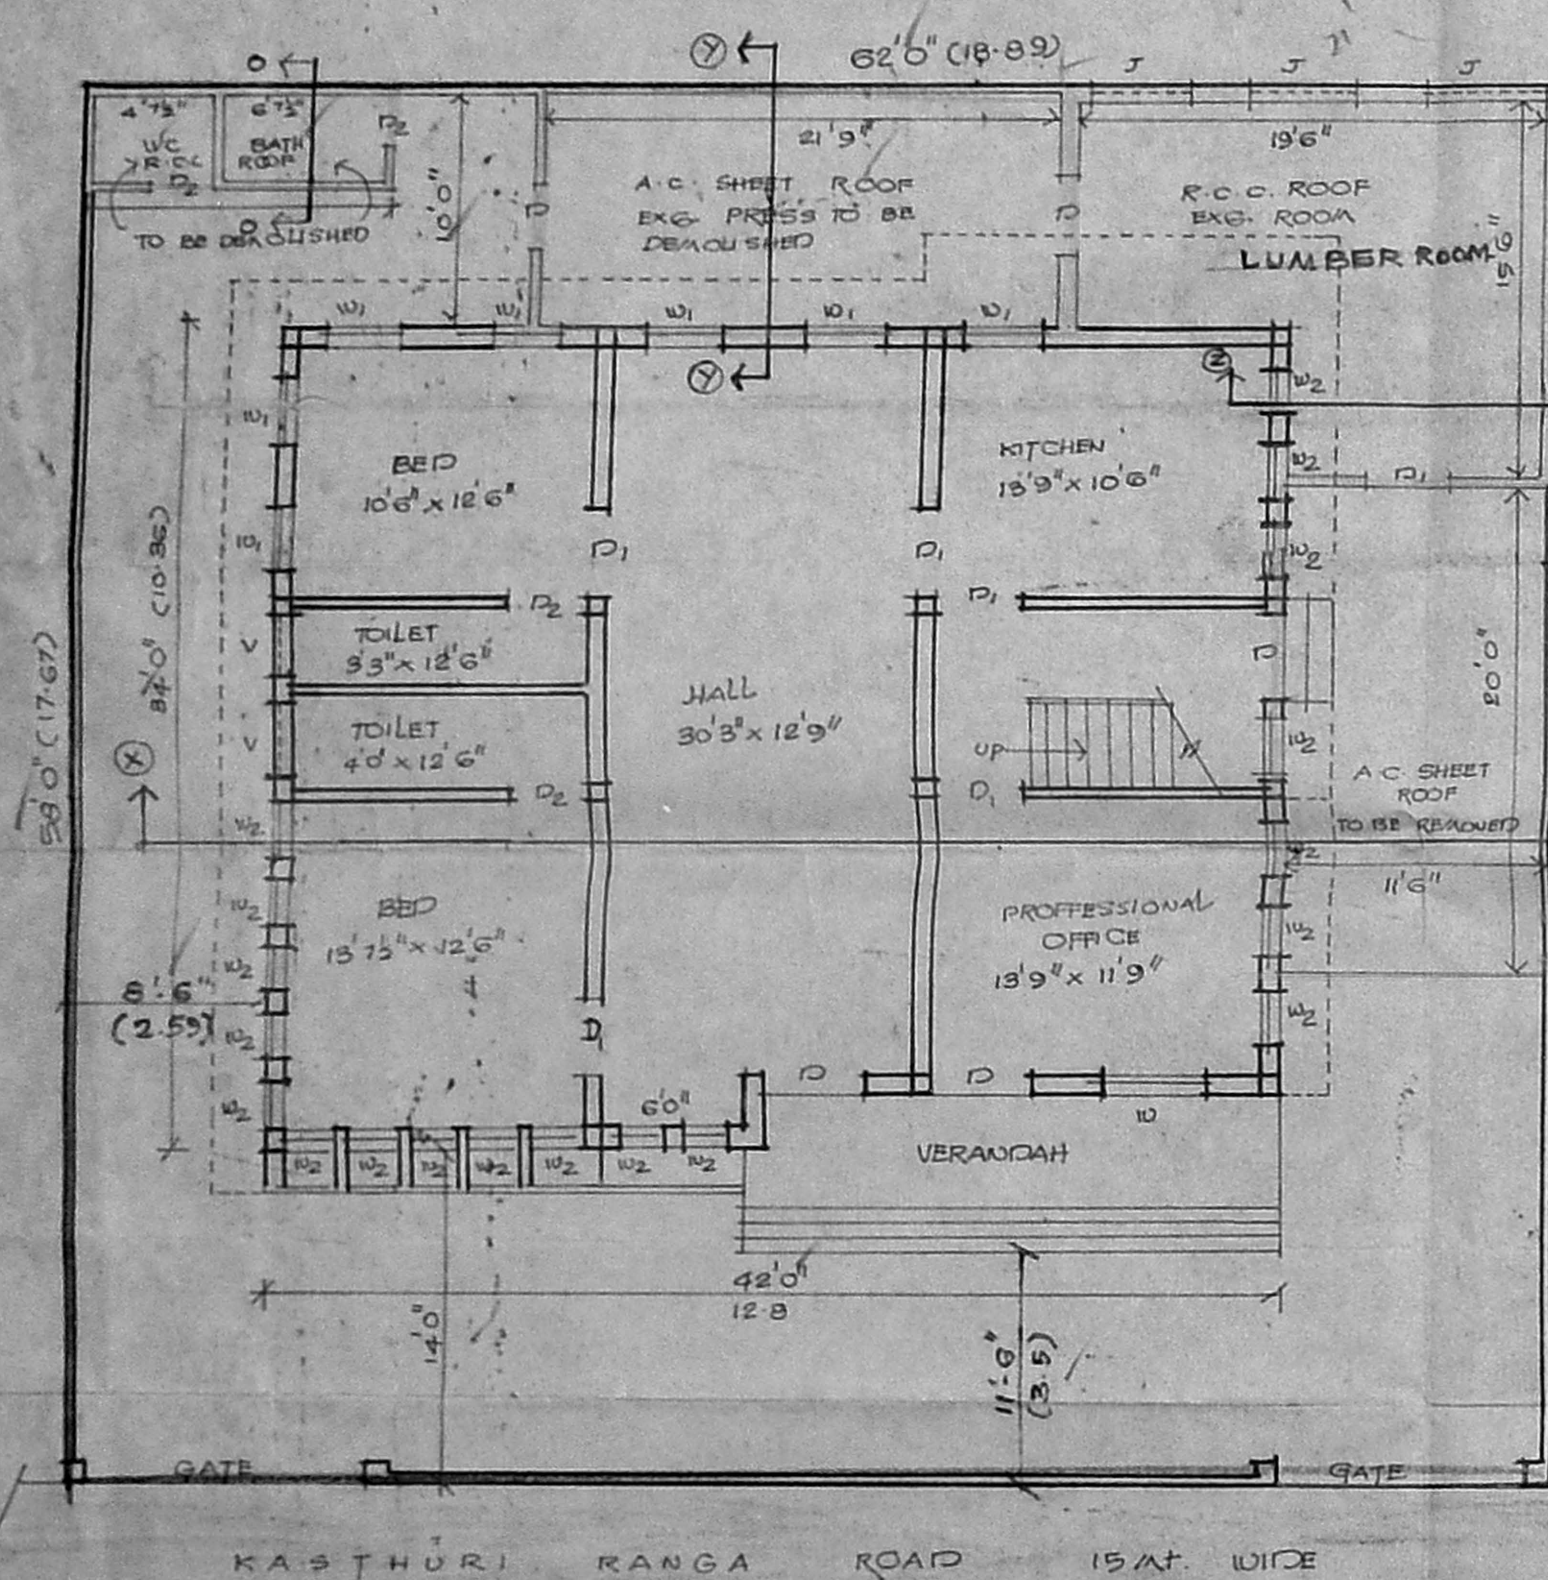 O
Y
62'0" (18.89)
J
J
J
4'7½"
6'7½"
D2
21'9"
19'6"
WC
BATH
R.C.C
ROOF
D2
A.C. SHEET ROOF
EXG. PRESS TO BE
DEMOLISHED
R.C.C. ROOF
EXG. ROOM
LUMBER ROOM
15'6"
D
D
O
TO BE DEMOLISHED
W1
W1
W1
W1
W1
Y
Z
W2
W1
BED
10'6" x 12'6"
KITCHEN
13'9" x 10'6"
W2
D1
W1
D1
D1
W2
(10.36)
D2
D1
TOILET
3'3" x 12'6"
V
D
20'0"
58'0" (17.67)
HALL
30'3" x 12'9"
TOILET
4'0" x 12'6"
V
UP
W2
X
D2
D1
A.C. SHEET
ROOF
TO BE REMOVED
W2
W2
11'6"
BED
13'7½" x 12'6"
PROFFESSIONAL
OFFICE
13'9" x 11'9"
W2
W2
W2
8'-6"
(2.59)
W2
W2
D1
D
D
W
W2
6'0"
VERANDAH
W2
W2
W2
W2
W2
W2
W2
42'0"
12.8
14'0"
11'-6"
(3.5)
GATE
GATE
KASTHURI RANGA ROAD 15 Mt. WIDE